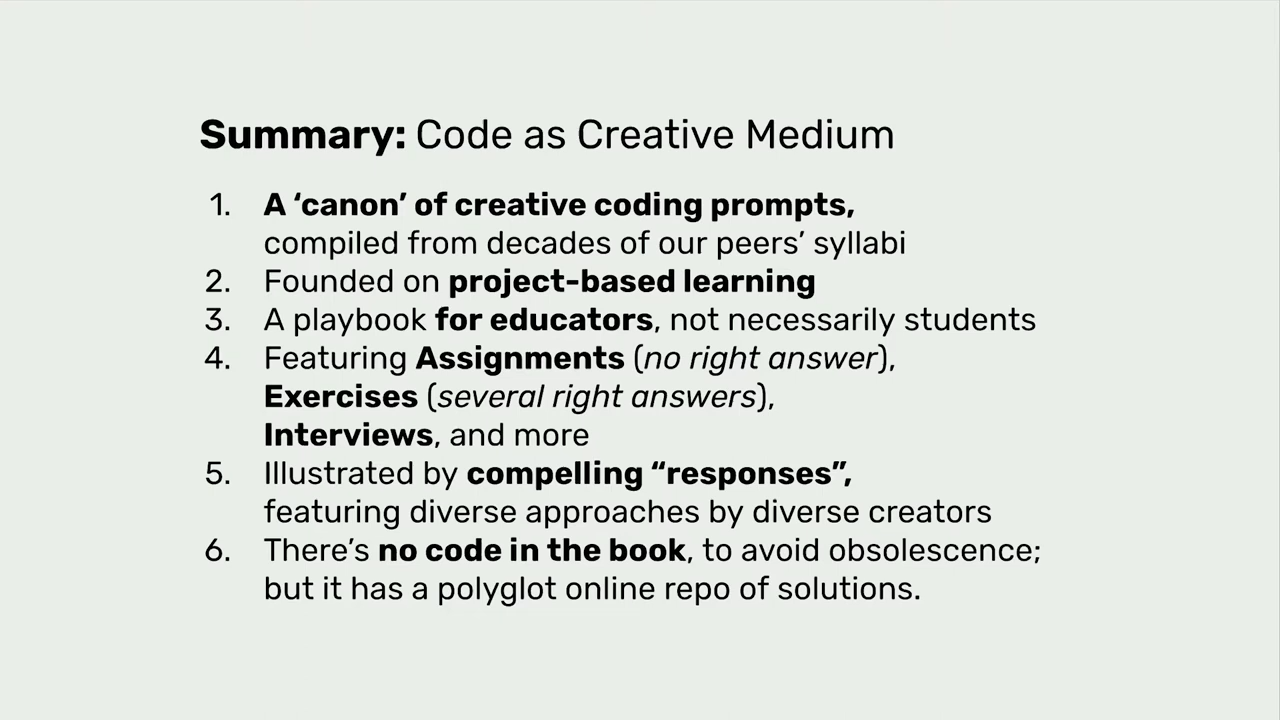 Summary: Code as Creative Medium
1. A ‘canon’ of creative coding prompts,
compiled from decades of our peers’ syllabi
2. Founded on project-based learning
3. A playbook for educators, not necessarily students
4. Featuring Assignments (no right answer),
Exercises (several right answers),
Interviews, and more
5. Illustrated by compelling “responses”,
featuring diverse approaches by diverse creators
6. There’s no code in the book, to avoid obsolescence;
but it has a polyglot online repo of solutions.